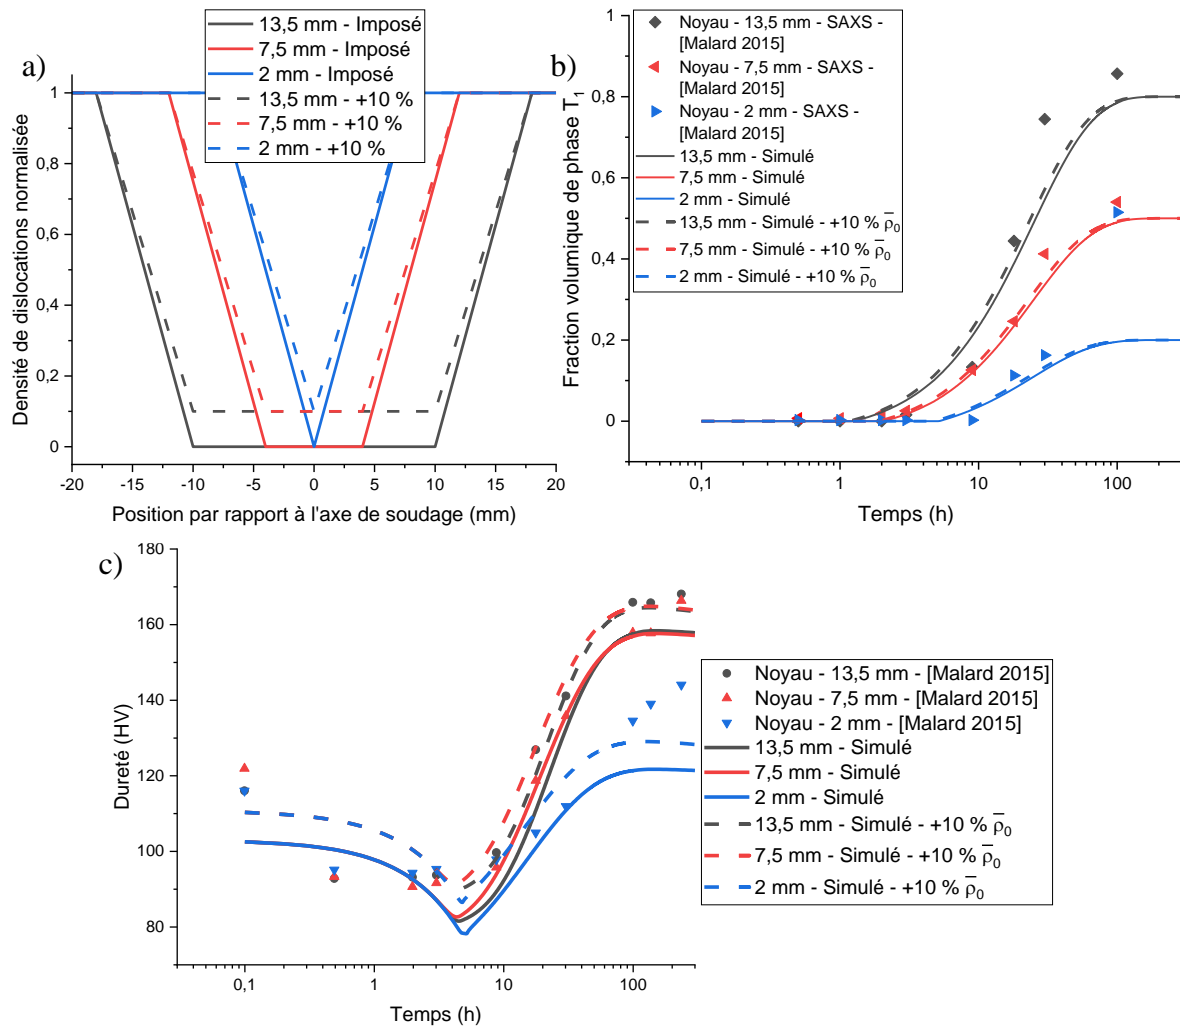 a)
13,5 mm - Imposé
7,5 mm - Imposé
2 mm - Imposé
13,5 mm - +10 %
7,5 mm - +10 %
2 mm - +10 %
Densité de dislocations normalisée
1
0,8
0,6
0,4
0,2
0
-20
-15
-10
-5
0
5
10
15
20
Position par rapport à l'axe de soudage (mm)
b)
Noyau - 13,5 mm - SAXS -
[Malard 2015]
Noyau - 7,5 mm - SAXS -
[Malard 2015]
Noyau - 2 mm - SAXS -
[Malard 2015]
13,5 mm - Simulé
7,5 mm - Simulé
2 mm - Simulé
13,5 mm - Simulé - +10 % ρ̅₀
7,5 mm - Simulé - +10 % ρ̅₀
2 mm - Simulé - +10 % ρ̅₀
Fraction volumique de phase T₁
1
0,8
0,6
0,4
0,2
0
0,1
1
10
100
Temps (h)
c)
Dureté (HV)
180
160
140
120
100
80
0,1
1
10
100
Temps (h)
Noyau - 13,5 mm - [Malard 2015]
Noyau - 7,5 mm - [Malard 2015]
Noyau - 2 mm - [Malard 2015]
13,5 mm - Simulé
7,5 mm - Simulé
2 mm - Simulé
13,5 mm - Simulé - +10 % ρ̅₀
7,5 mm - Simulé - +10 % ρ̅₀
2 mm - Simulé - +10 % ρ̅₀